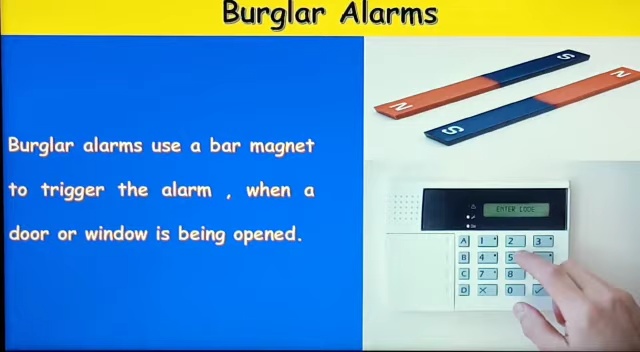 Burglar Alarms
Burglar alarms use a bar magnet
to trigger the alarm , when a
door or window is being opened.
S
N
N
S
ENTER CODE
A 1 2 3
B 4 5
C 7 8
D X 0 ✓